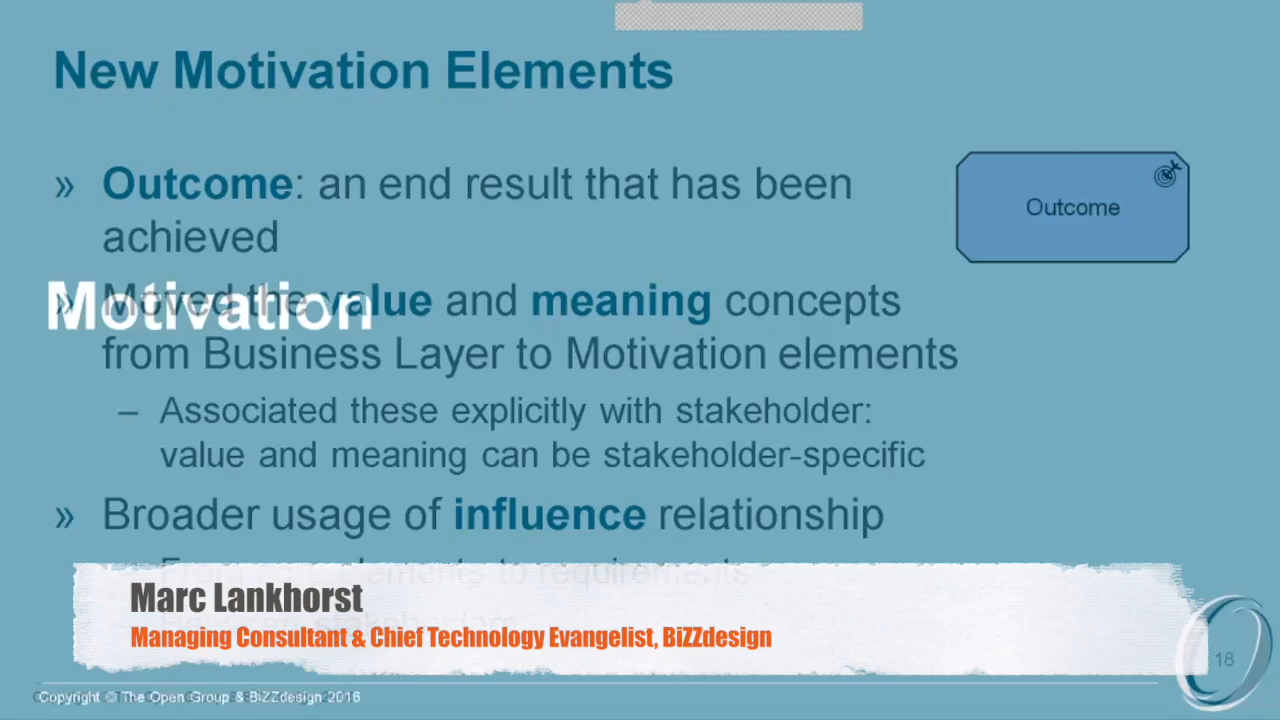 New Motivation Elements
» Outcome: an end result that has been
achieved
Outcome
Motivation
» Moved the value and meaning concepts
from Business Layer to Motivation elements
– Associated these explicitly with stakeholder:
value and meaning can be stakeholder-specific
» Broader usage of influence relationship
to requirements
Marc Lankhorst
Managing Consultant & Chief Technology Evangelist, BiZZdesign
18
Copyright © The Open Group & BiZZdesign 2016